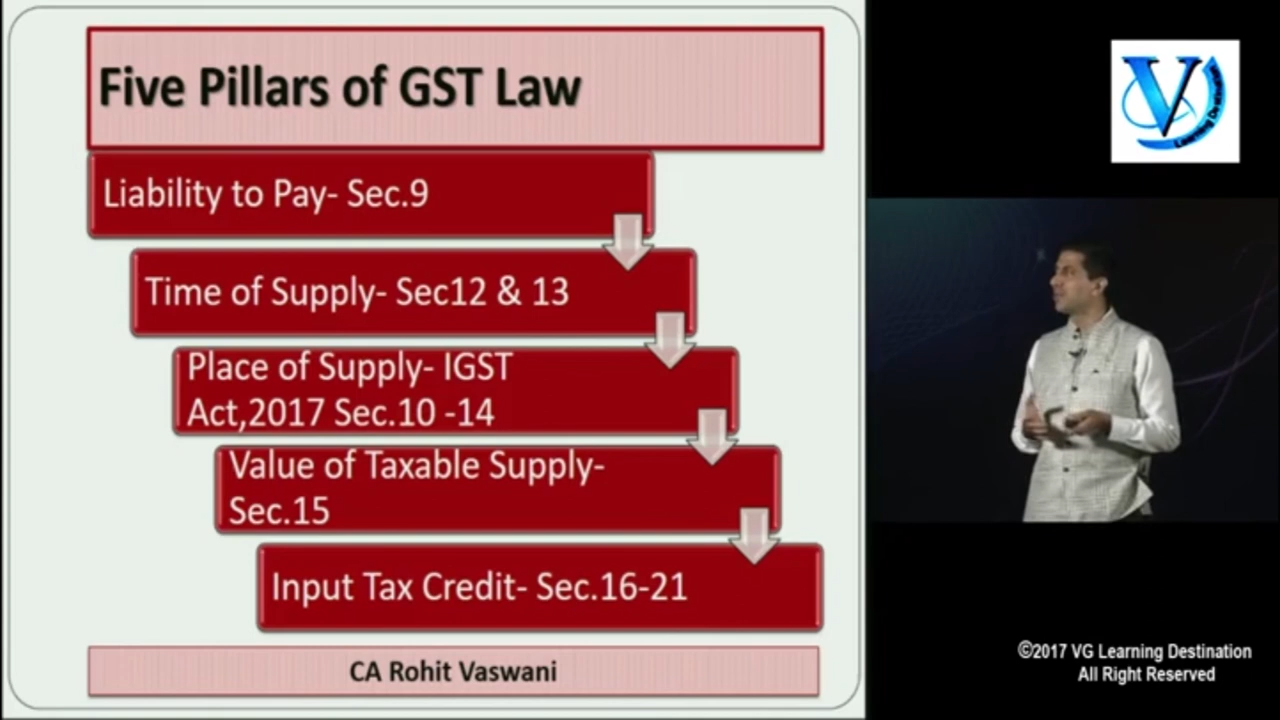 Five Pillars of GST Law
Liability to Pay- Sec.9
Time of Supply- Sec12 & 13
Place of Supply- IGST
Act,2017 Sec.10 -14
Value of Taxable Supply-
Sec.15
Input Tax Credit- Sec.16-21
CA Rohit Vaswani
V
Learning Destination
©2017 VG Learning Destination
All Right Reserved